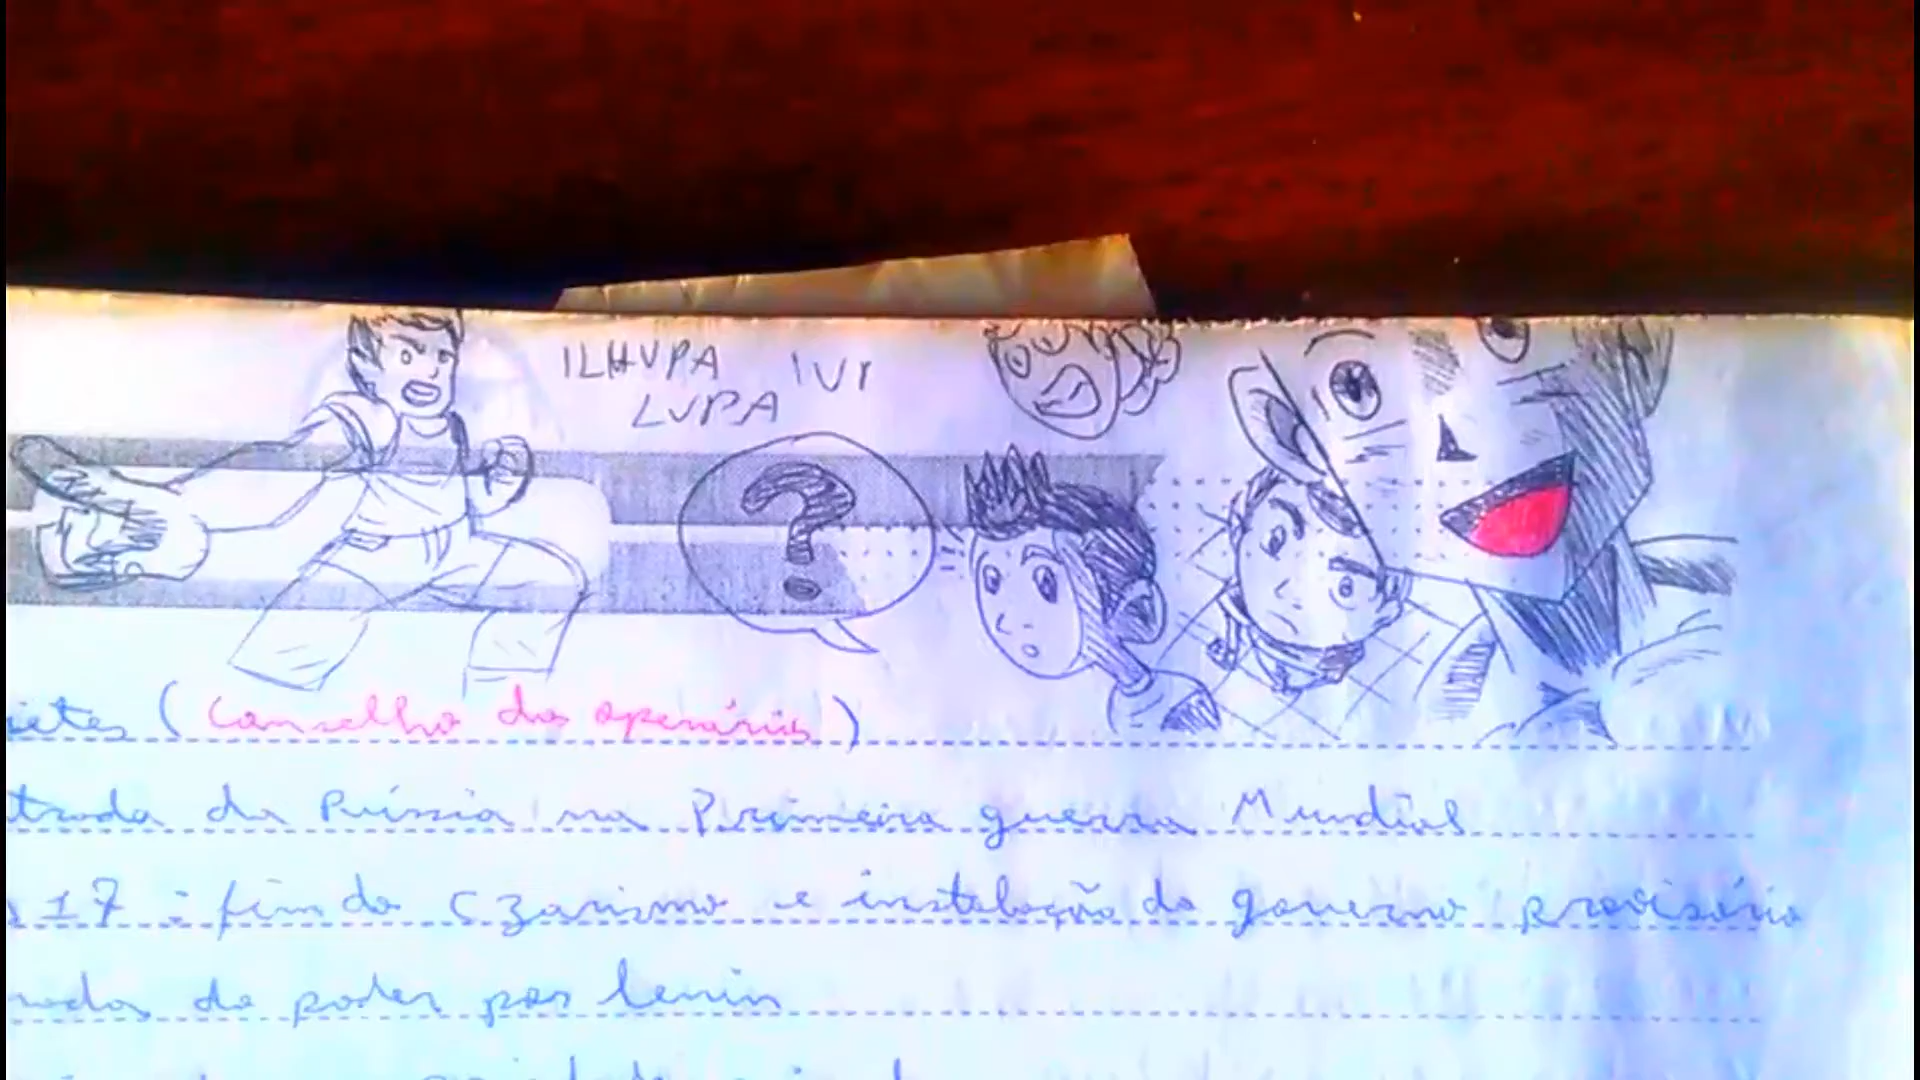 ILHUPA IUI
LUPA
?
ietes (Conselho dos operários)
trada da Rússia na Primeira guerra Mundial
17: fim do czarismo e instalação do governo provisório
mada do poder por lenin